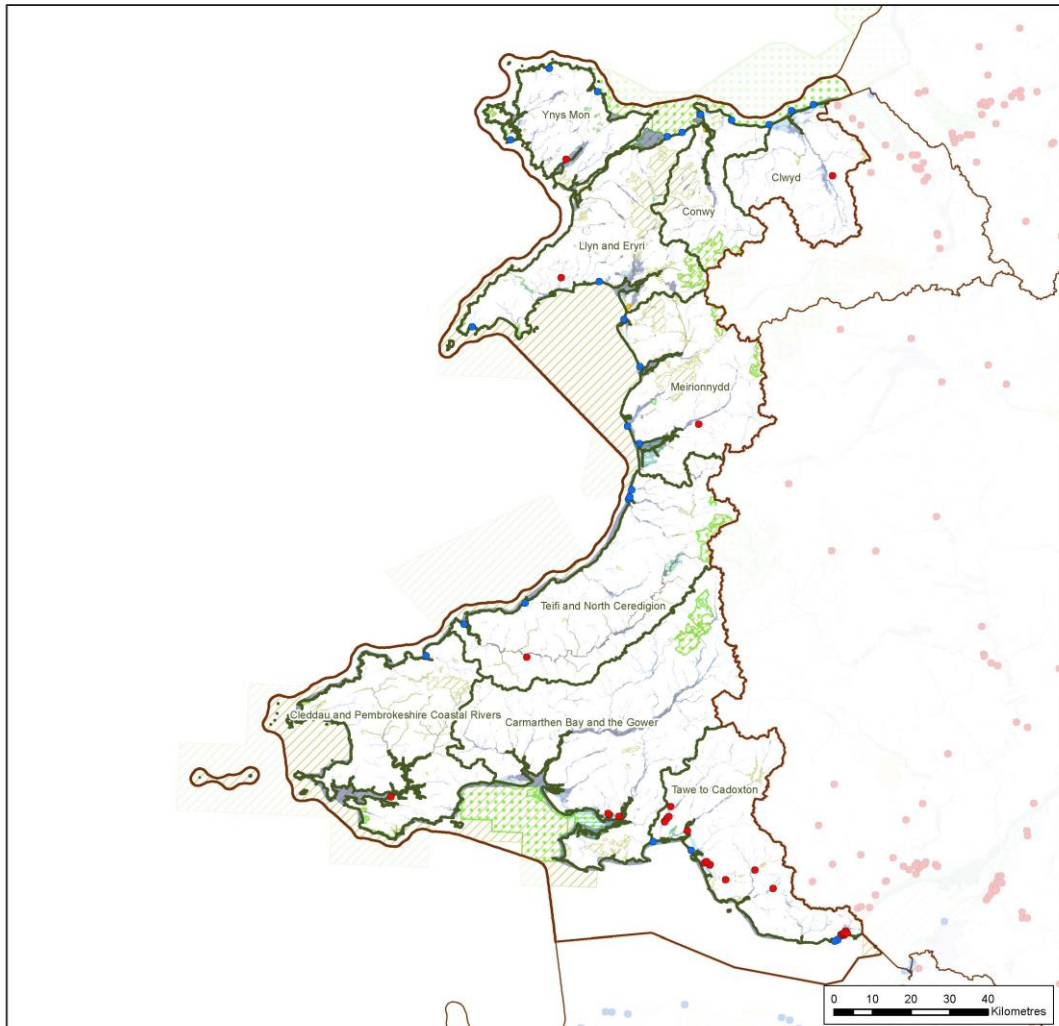 Ynys Mon
Clwyd
Conwy
Llyn and Eryri
Meirionnydd
Teifi and North Ceredigion
Cleddau and Pembrokeshire Coastal Rivers
Carmarthen Bay and the Gower
Tawe to Cadoxton
0 10 20 30 40
Kilometres